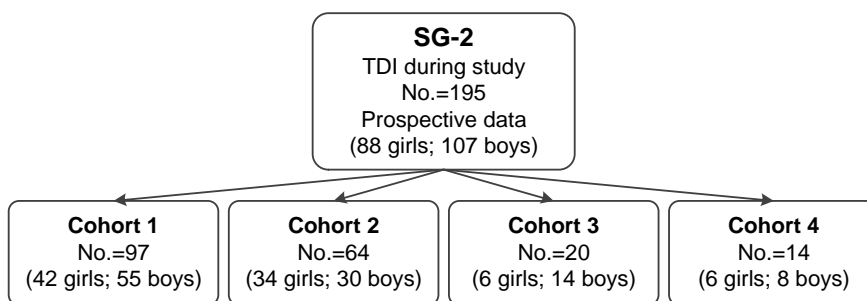 SG-2
TDI during study
No.=195
Prospective data
(88 girls; 107 boys)
Cohort 1
No.=97
(42 girls; 55 boys)
Cohort 2
No.=64
(34 girls; 30 boys)
Cohort 3
No.=20
(6 girls; 14 boys)
Cohort 4
No.=14
(6 girls; 8 boys)